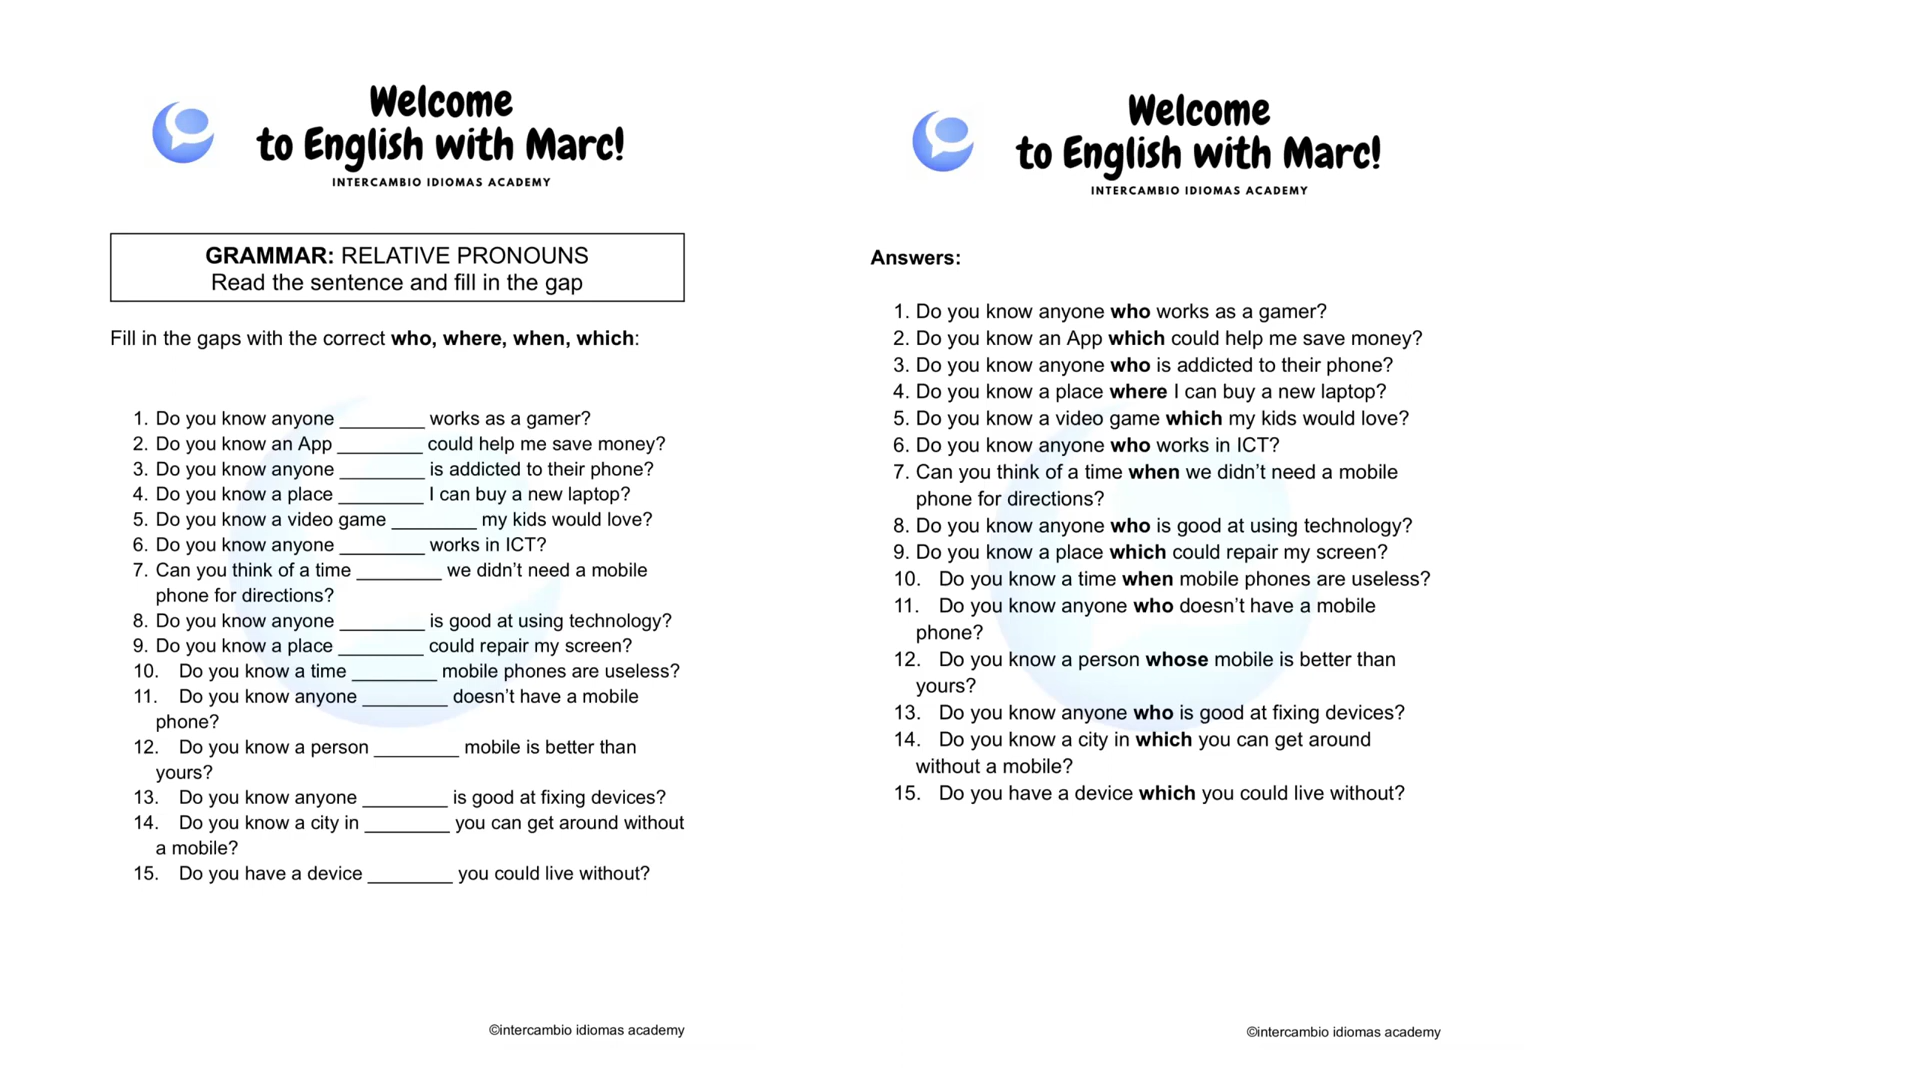 Welcome
to English with Marc!
INTERCAMBIO IDIOMAS ACADEMY
GRAMMAR: RELATIVE PRONOUNS
Read the sentence and fill in the gap
Fill in the gaps with the correct who, where, when, which:
1. Do you know anyone ________ works as a gamer?
2. Do you know an App ________ could help me save money?
3. Do you know anyone ________ is addicted to their phone?
4. Do you know a place ________ I can buy a new laptop?
5. Do you know a video game ________ my kids would love?
6. Do you know anyone ________ works in ICT?
7. Can you think of a time ________ we didn’t need a mobile
phone for directions?
8. Do you know anyone ________ is good at using technology?
9. Do you know a place ________ could repair my screen?
10. Do you know a time ________ mobile phones are useless?
11. Do you know anyone ________ doesn’t have a mobile
phone?
12. Do you know a person ________ mobile is better than
yours?
13. Do you know anyone ________ is good at fixing devices?
14. Do you know a city in ________ you can get around without
a mobile?
15. Do you have a device ________ you could live without?
©intercambio idiomas academy
Welcome
to English with Marc!
INTERCAMBIO IDIOMAS ACADEMY
Answers:
1. Do you know anyone who works as a gamer?
2. Do you know an App which could help me save money?
3. Do you know anyone who is addicted to their phone?
4. Do you know a place where I can buy a new laptop?
5. Do you know a video game which my kids would love?
6. Do you know anyone who works in ICT?
7. Can you think of a time when we didn’t need a mobile
phone for directions?
8. Do you know anyone who is good at using technology?
9. Do you know a place which could repair my screen?
10. Do you know a time when mobile phones are useless?
11. Do you know anyone who doesn’t have a mobile
phone?
12. Do you know a person whose mobile is better than
yours?
13. Do you know anyone who is good at fixing devices?
14. Do you know a city in which you can get around
without a mobile?
15. Do you have a device which you could live without?
©intercambio idiomas academy